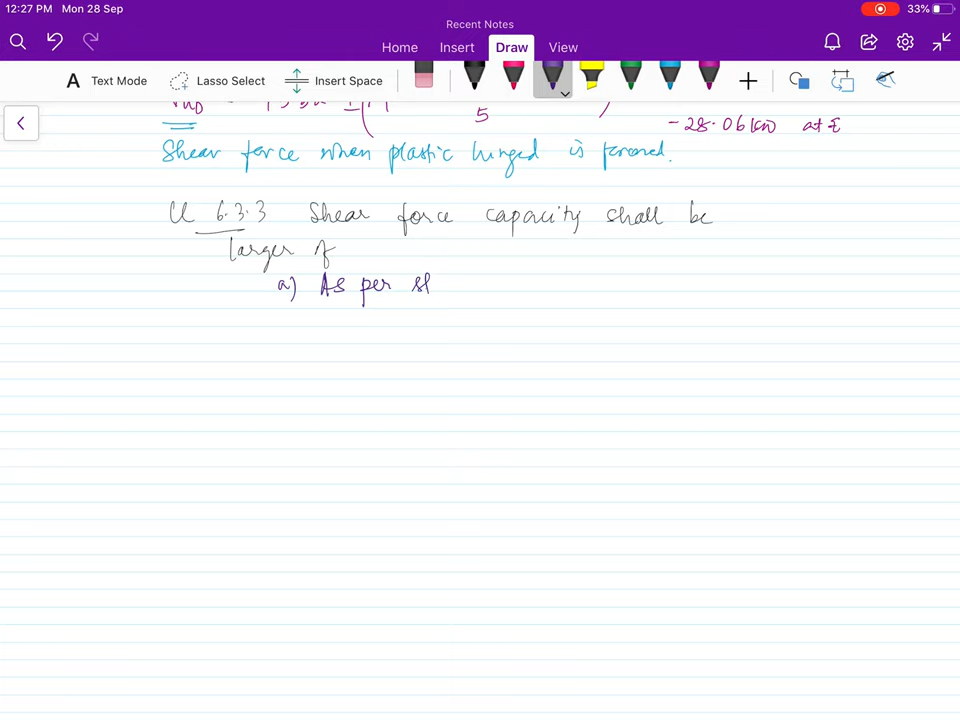 12:27 PM Mon 28 Sep
33%
Recent Notes
Home Insert Draw View
Text Mode Lasso Select Insert Space
5
-28.06 kN at
Shear force when plastic hinged is formed.
Cl 6.3.3 Shear force capacity shall be
larger of
a) As per sl